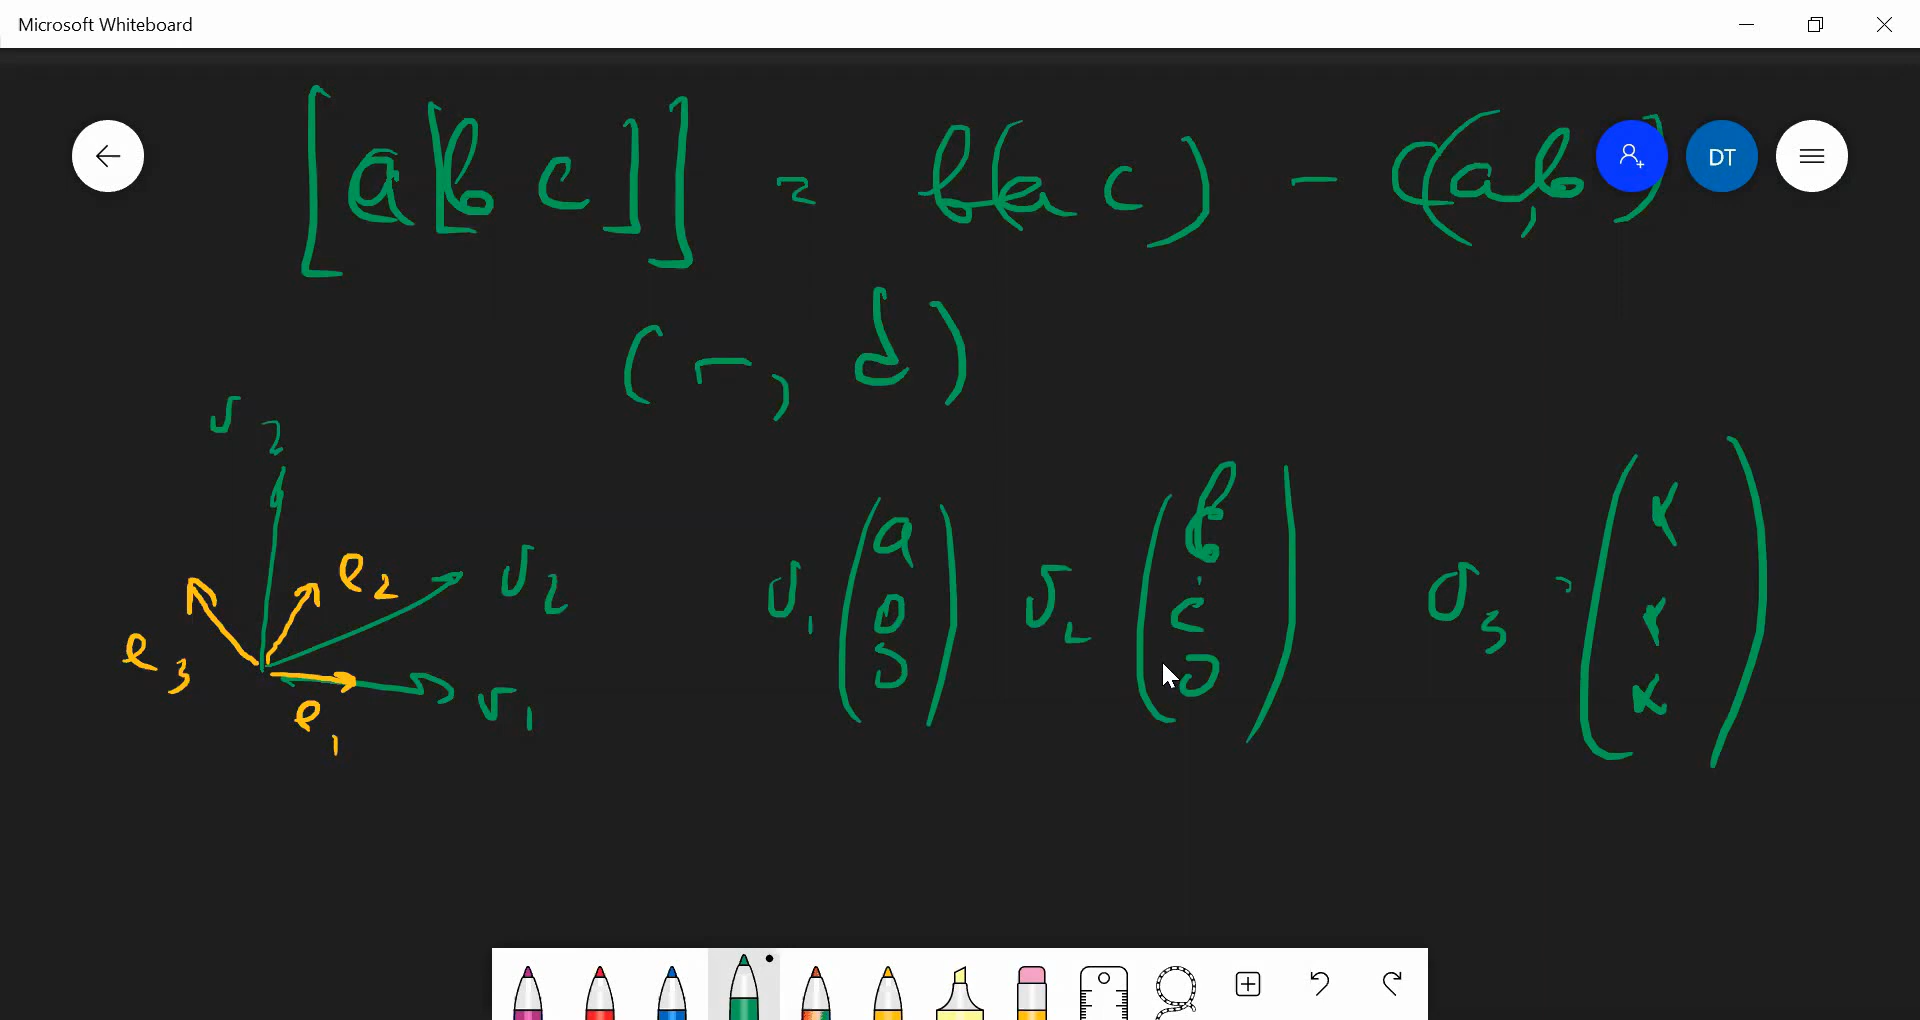 Microsoft Whiteboard
[a[b c]] = b(a c) - c(a,b)
DT
( - , d )
v2
v2
e2
e3
e1
v1
v1 (a 0 0) v2 (b c 0) v3 = (x x x)